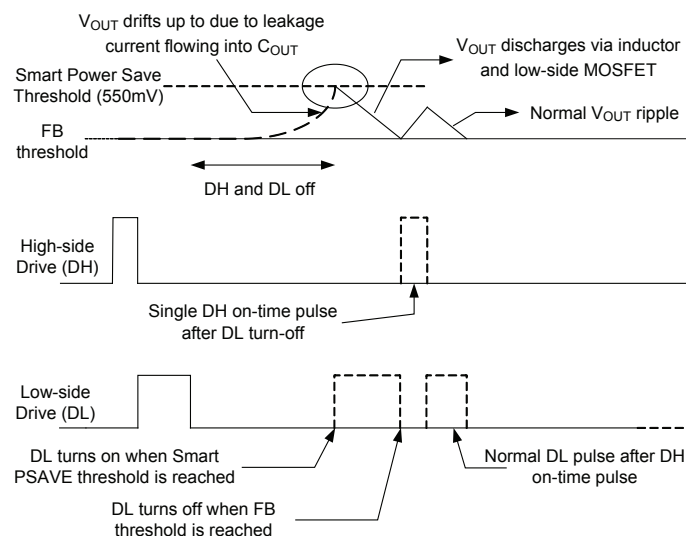 VOUT drifts up to due to leakage
current flowing into COUT
VOUT discharges via inductor
and low-side MOSFET
Smart Power Save
Threshold (550mV)
Normal VOUT ripple
FB
threshold
DH and DL off
High-side
Drive (DH)
Single DH on-time pulse
after DL turn-off
Low-side
Drive (DL)
DL turns on when Smart
PSAVE threshold is reached
Normal DL pulse after DH
on-time pulse
DL turns off when FB
threshold is reached